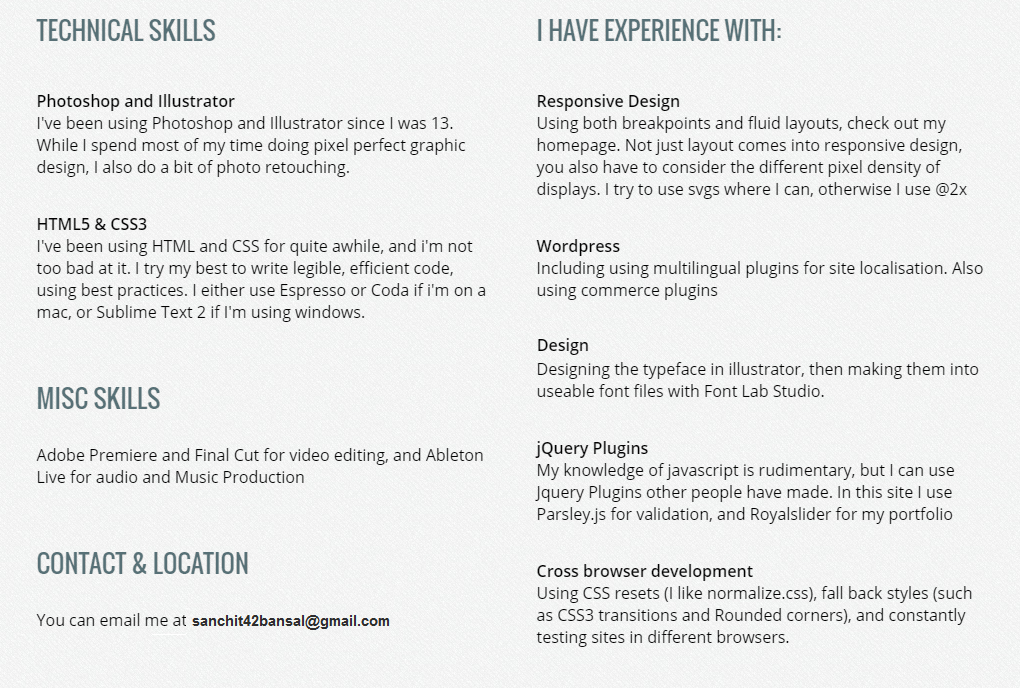 TECHNICAL SKILLS
Photoshop and Illustrator
I've been using Photoshop and Illustrator since I was 13.
While I spend most of my time doing pixel perfect graphic
design, I also do a bit of photo retouching.
HTML5 & CSS3
I've been using HTML and CSS for quite awhile, and i'm not
too bad at it. I try my best to write legible, efficient code,
using best practices. I either use Espresso or Coda if i'm on a
mac, or Sublime Text 2 if I'm using windows.
MISC SKILLS
Adobe Premiere and Final Cut for video editing, and Ableton
Live for audio and Music Production
CONTACT & LOCATION
You can email me at sanchit42bansal@gmail.com
I HAVE EXPERIENCE WITH:
Responsive Design
Using both breakpoints and fluid layouts, check out my
homepage. Not just layout comes into responsive design,
you also have to consider the different pixel density of
displays. I try to use svgs where I can, otherwise I use @2x
Wordpress
Including using multilingual plugins for site localisation. Also
using commerce plugins
Design
Designing the typeface in illustrator, then making them into
useable font files with Font Lab Studio.
jQuery Plugins
My knowledge of javascript is rudimentary, but I can use
Jquery Plugins other people have made. In this site I use
Parsley.js for validation, and Royalslider for my portfolio
Cross browser development
Using CSS resets (I like normalize.css), fall back styles (such
as CSS3 transitions and Rounded corners), and constantly
testing sites in different browsers.